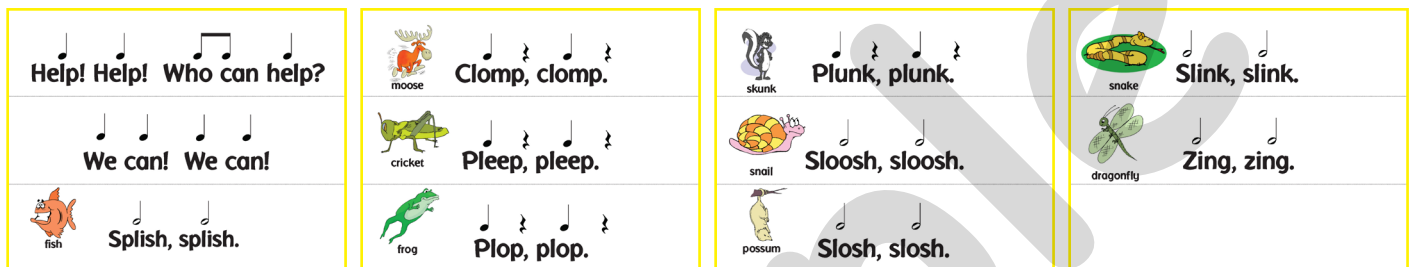 Help! Help! Who can help?
We can! We can!
fish
Splish, splish.
moose
Clomp, clomp.
cricket
Pleep, pleep.
frog
Plop, plop.
skunk
Plunk, plunk.
snail
Sloosh, sloosh.
possum
Slosh, slosh.
snake
Slink, slink.
dragonfly
Zing, zing.